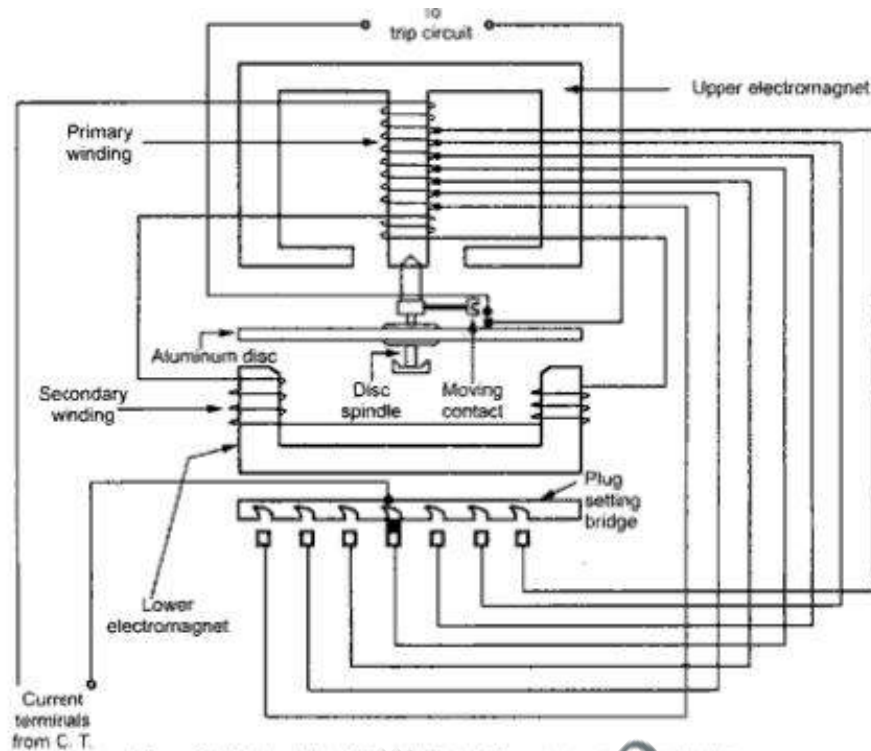 To
trip circuit
Upper electromagnet
Primary
winding
Aluminum disc
Disc
spindle
Moving
contact
Secondary
winding
Plug
setting
bridge
Lower
electromagnet
Current
terminals
from C. T.